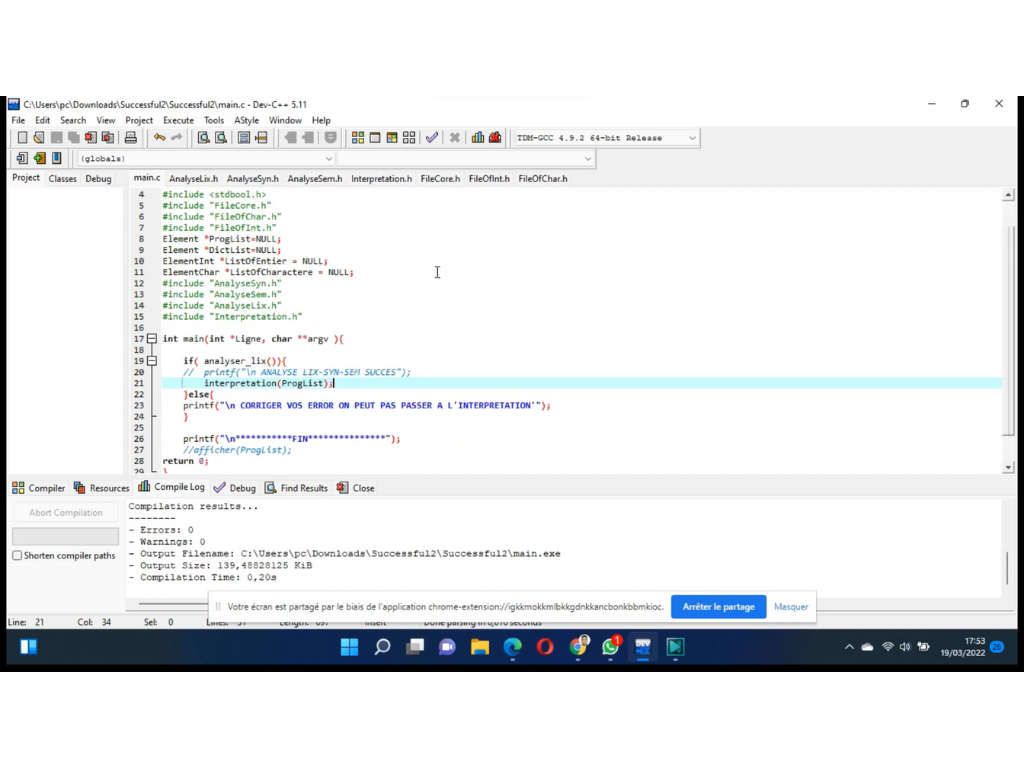 C:\Users\pc\Downloads\Successful2\Successful2\main.c - Dev-C++ 5.11
File Edit Search View Project Execute Tools AStyle Window Help
TDM-GCC 4.9.2 64-bit Release
(globals)
Project Classes Debug
main.c AnalyseLix.h AnalyseSyn.h AnalyseSem.h Interpretation.h FileCore.h FileOfInt.h FileOfChar.h
4 #include <stdbool.h>
5 #include "FileCore.h"
6 #include "FileOfChar.h"
7 #include "FileOfInt.h"
8 Element *ProgList=NULL;
9 Element *DictList=NULL;
10 ElementInt *ListOfEntier = NULL;
11 ElementChar *ListOfCharactere = NULL;
12 #include "AnalyseSyn.h"
13 #include "AnalyseSem.h"
14 #include "AnalyseLix.h"
15 #include "Interpretation.h"
16
17 int main(int *Ligne, char **argv ){
18
19 if( analyser_lix()){
20 // printf("\n ANALYSE LIX-SYN-SEM SUCCES");
21 interpretation(ProgList);
22 }else{
23 printf("\n CORRIGER VOS ERROR ON PEUT PAS PASSER A L'INTERPRETATION'");
24 }
25
26 printf("\n***********FIN***************");
27 //afficher(ProgList);
28 return 0;
29 }
Compiler Resources Compile Log Debug Find Results Close
Abort Compilation
Shorten compiler paths
Compilation results...
--------
- Errors: 0
- Warnings: 0
- Output Filename: C:\Users\pc\Downloads\Successful2\Successful2\main.exe
- Output Size: 139,48828125 KiB
- Compilation Time: 0,20s
Votre écran est partagé par le biais de l'application chrome-extension://igkkmokkmlbkkgdnkkancbonkbbmkioc.
Arrêter le partage
Masquer
Line: 21 Col: 34 Sel: 0 Lines: 31 Length: 697 Insert Done parsing in 0,016 seconds
DEV
1
17:53
19/03/2022